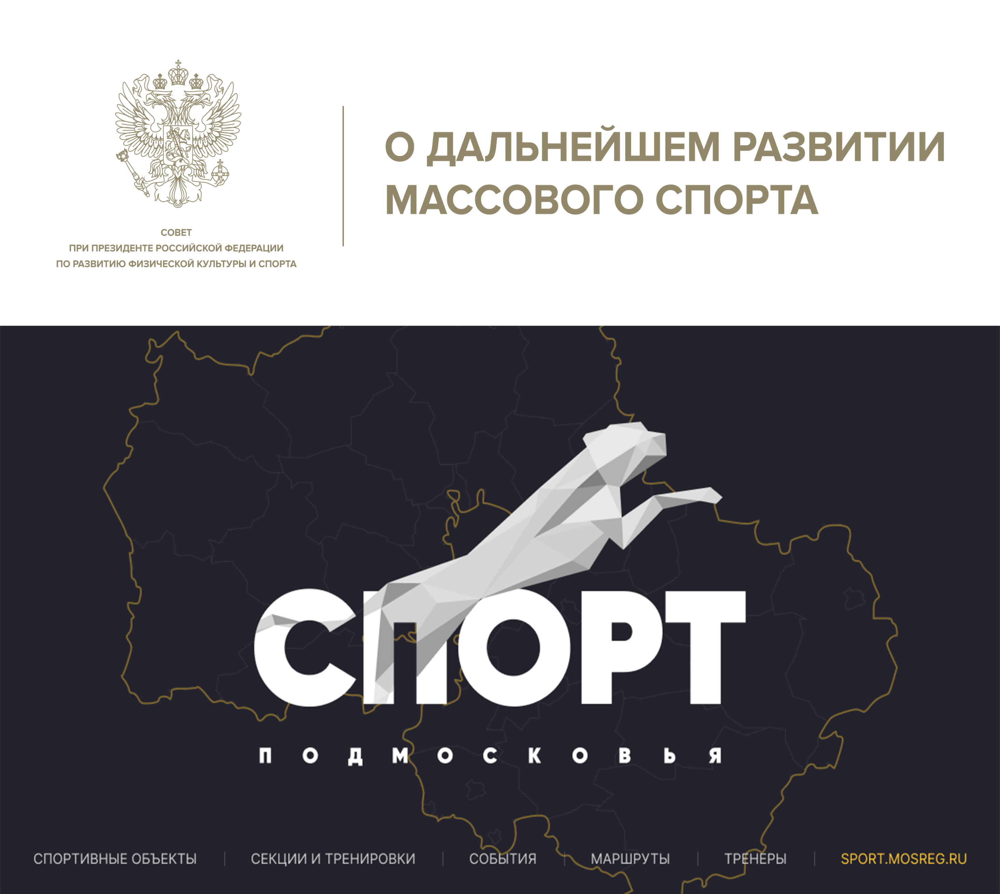 СОВЕТ
ПРИ ПРЕЗИДЕНТЕ РОССИЙСКОЙ ФЕДЕРАЦИИ
ПО РАЗВИТИЮ ФИЗИЧЕСКОЙ КУЛЬТУРЫ И СПОРТА
О ДАЛЬНЕЙШЕМ РАЗВИТИИ
МАССОВОГО СПОРТА
СПОРТ
ПОДМОСКОВЬЯ
СПОРТИВНЫЕ ОБЪЕКТЫ | СЕКЦИИ И ТРЕНИРОВКИ | СОБЫТИЯ | МАРШРУТЫ | ТРЕНЕРЫ | SPORT.MOSREG.RU